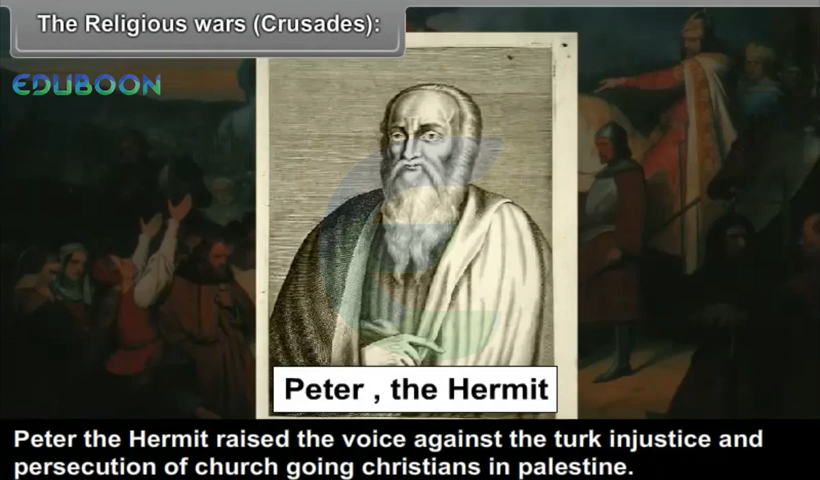 The Religious wars (Crusades):
EDUBOON
Peter , the Hermit
Peter the Hermit raised the voice against the turk injustice and
persecution of church going christians in palestine.